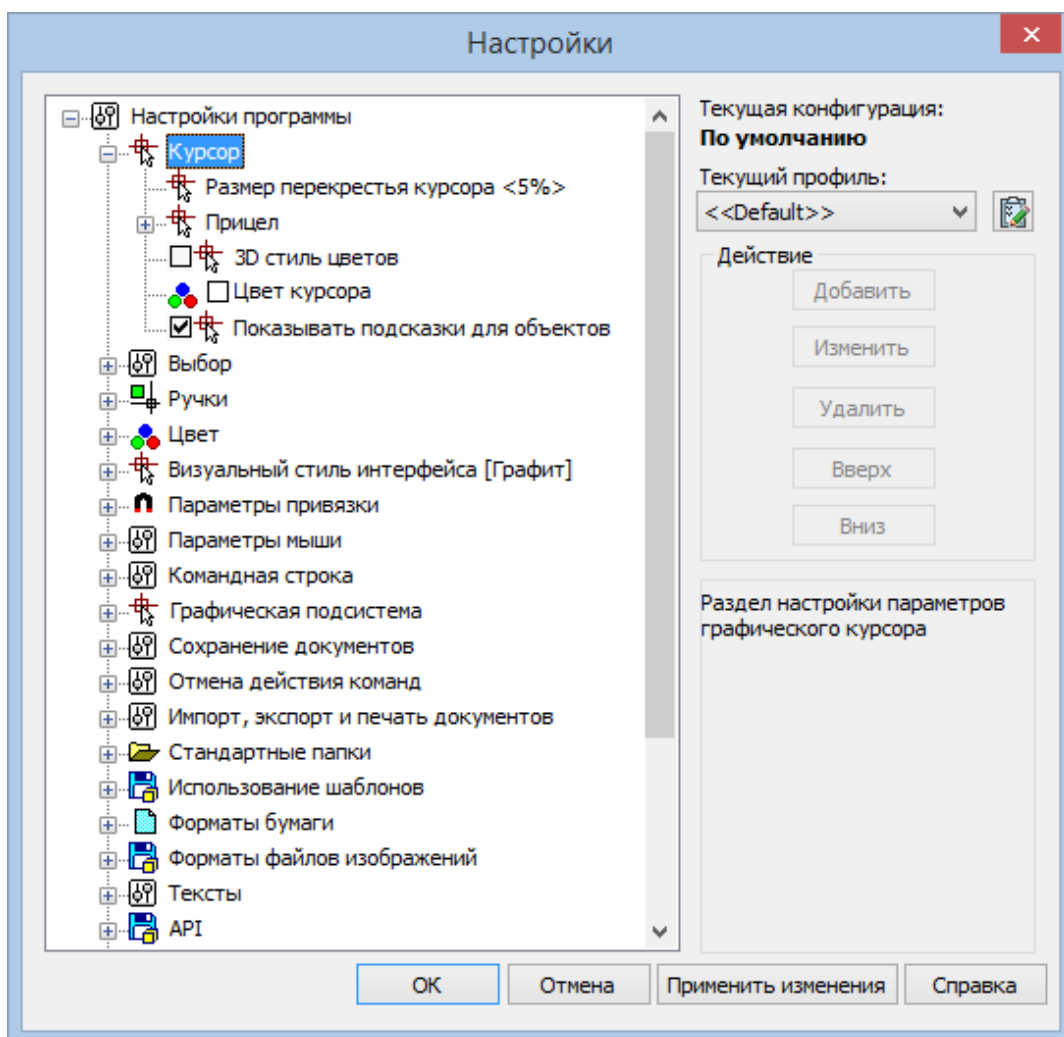 Настройки
Настройки программы
Курсор
Размер перекрестья курсора <5%>
Прицел
3D стиль цветов
Цвет курсора
Показывать подсказки для объектов
Выбор
Ручки
Цвет
Визуальный стиль интерфейса [Графит]
Параметры привязки
Параметры мыши
Командная строка
Графическая подсистема
Сохранение документов
Отмена действия команд
Импорт, экспорт и печать документов
Стандартные папки
Использование шаблонов
Форматы бумаги
Форматы файлов изображений
Тексты
API
Текущая конфигурация:
По умолчанию
Текущий профиль:
<<Default>>
Действие
Добавить
Изменить
Удалить
Вверх
Вниз
Раздел настройки параметров
графического курсора
ОК
Отмена
Применить изменения
Справка